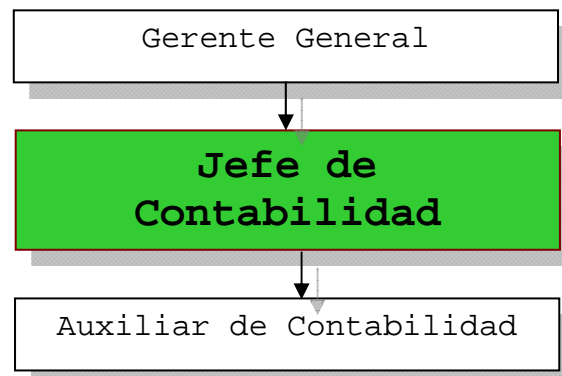 Gerente General
Jefe de
Contabilidad
Auxiliar de Contabilidad